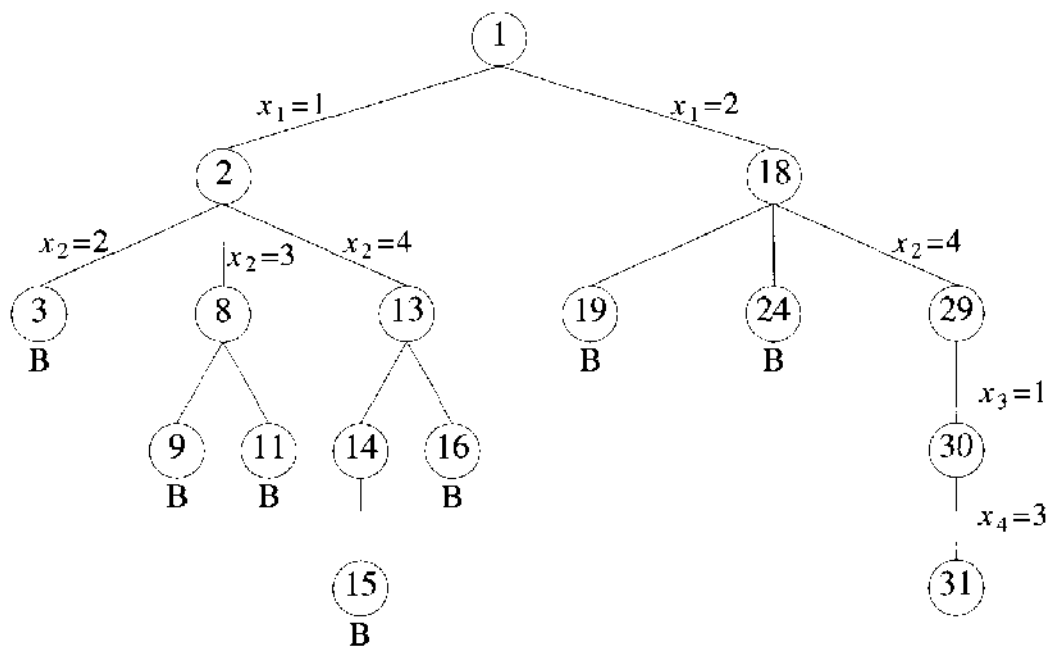 1
x₁=1 x₁=2
2 18
x₂=2 x₂=3 x₂=4 x₂=4
3 8 13 19 24 29
B B B
x₃=1
9 11 14 16 30
B B B
x₄=3
15 31
B